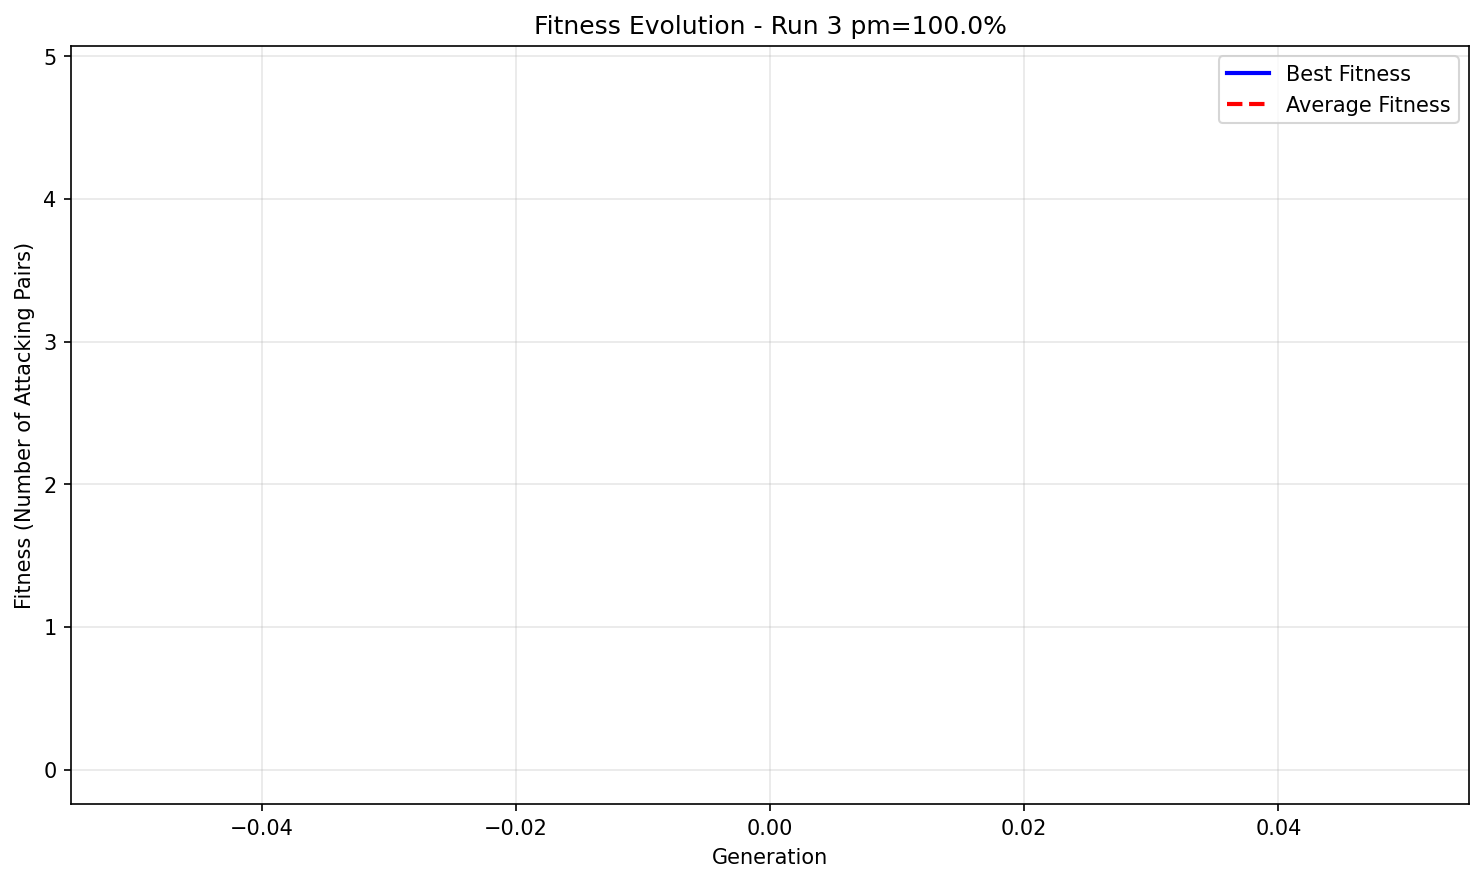 Fitness Evolution - Run 3 pm=100.0%
Best Fitness
Average Fitness
Fitness (Number of Attacking Pairs)
5
4
3
2
1
0
−0.04
−0.02
0.00
0.02
0.04
Generation